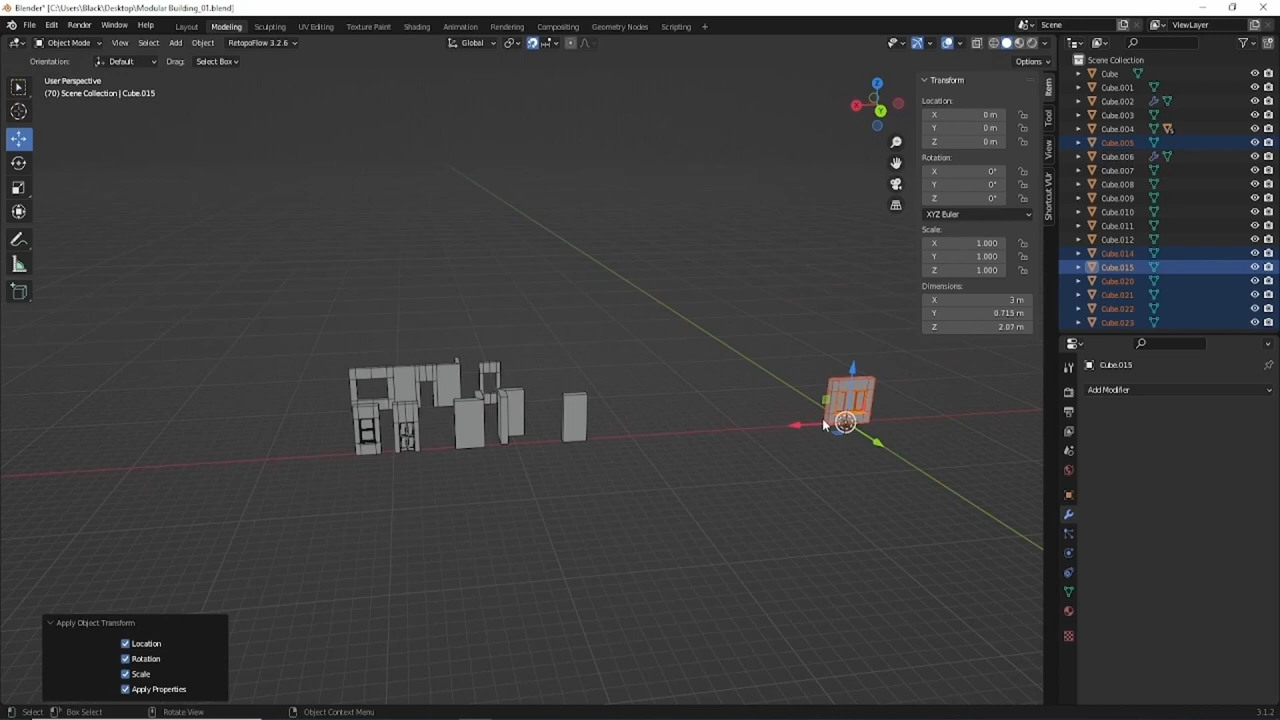 Blender* [C:\Users\Black\Desktop\Modular Building_01.blend]
File Edit Render Window Help Layout Modeling Sculpting UV Editing Texture Paint Shading Animation Rendering Compositing Geometry Nodes Scripting + Scene ViewLayer
Object Mode View Select Add Object RetopoFlow 3.2.6 Global
Orientation: Default Drag: Select Box Options
User Perspective
(70) Scene Collection | Cube.015
Transform
Location:
X 0 m
Y 0 m
Z 0 m
Rotation:
X 0°
Y 0°
Z 0°
XYZ Euler
Scale:
X 1.000
Y 1.000
Z 1.000
Dimensions:
X 3 m
Y 0.715 m
Z 2.07 m
Item
Tool
View
Shortcut VUr
X
Y
Z
Scene Collection
Cube
Cube.001
Cube.002
Cube.003
Cube.004
Cube.005
Cube.006
Cube.007
Cube.008
Cube.009
Cube.010
Cube.011
Cube.012
Cube.014
Cube.015
Cube.020
Cube.021
Cube.022
Cube.023
Cube.015
Add Modifier
Apply Object Transform
Location
Rotation
Scale
Apply Properties
Select Box Select Rotate View Object Context Menu 3.1.2